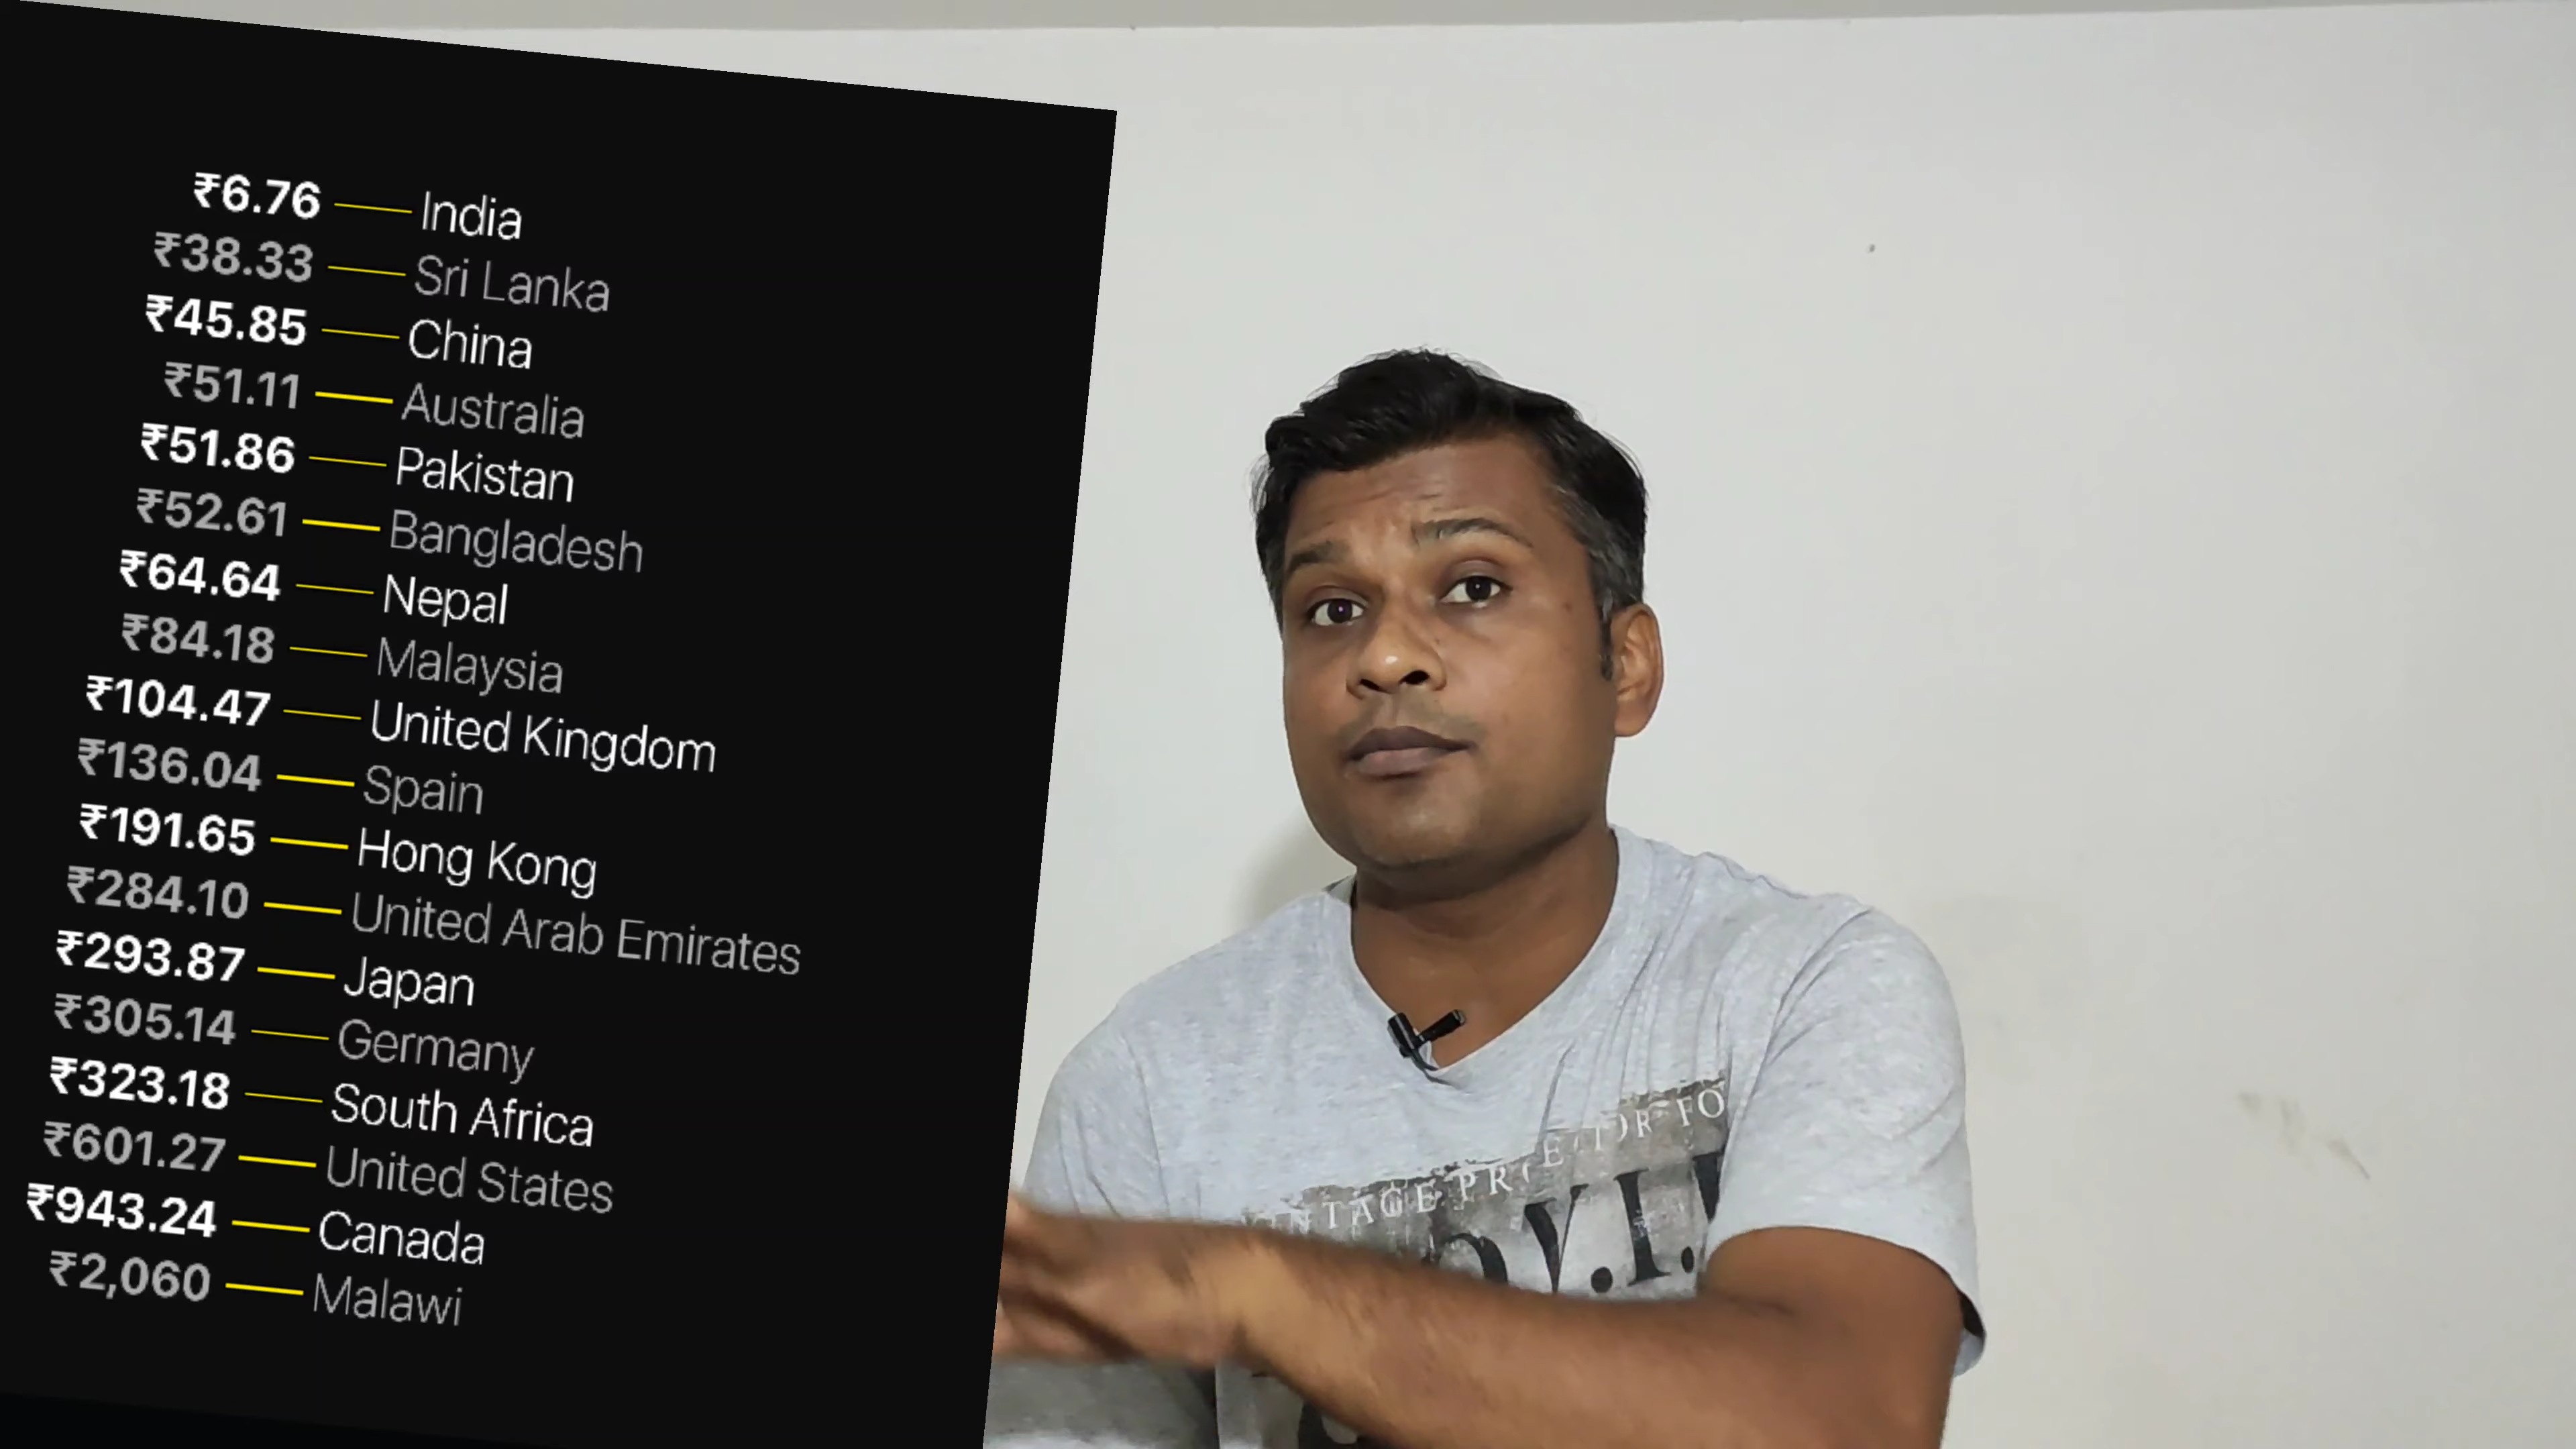 ₹6.76 — India
₹38.33 — Sri Lanka
₹45.85 — China
₹51.11 — Australia
₹51.86 — Pakistan
₹52.61 — Bangladesh
₹64.64 — Nepal
₹84.18 — Malaysia
₹104.47 — United Kingdom
₹136.04 — Spain
₹191.65 — Hong Kong
₹284.10 — United Arab Emirates
₹293.87 — Japan
₹305.14 — Germany
₹323.18 — South Africa
₹601.27 — United States
₹943.24 — Canada
₹2,060 — Malawi